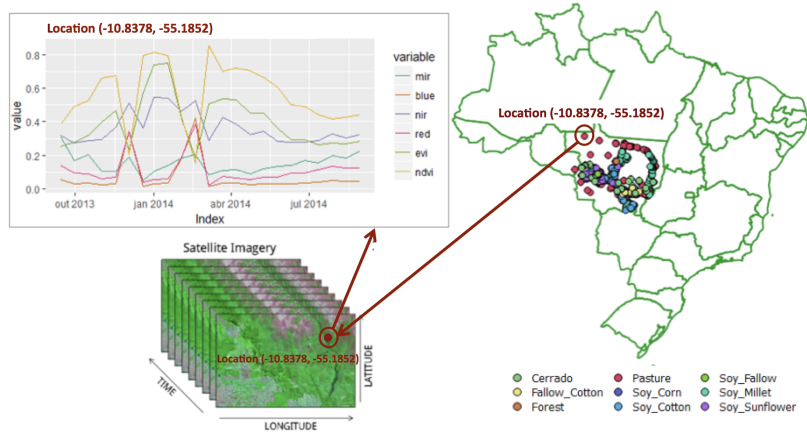 Location (-10.8378, -55.1852)
value
0.8
0.6
0.4
0.2
0.0
out 2013
jan 2014
abr 2014
jul 2014
Index
variable
mir
blue
nir
red
evi
ndvi
Location (-10.8378, -55.1852)
Satellite Imagery
Location (-10.8378, -55.1852)
TIME
LATITUDE
LONGITUDE
Cerrado
Pasture
Soy_Fallow
Fallow_Cotton
Soy_Corn
Soy_Millet
Forest
Soy_Cotton
Soy_Sunflower